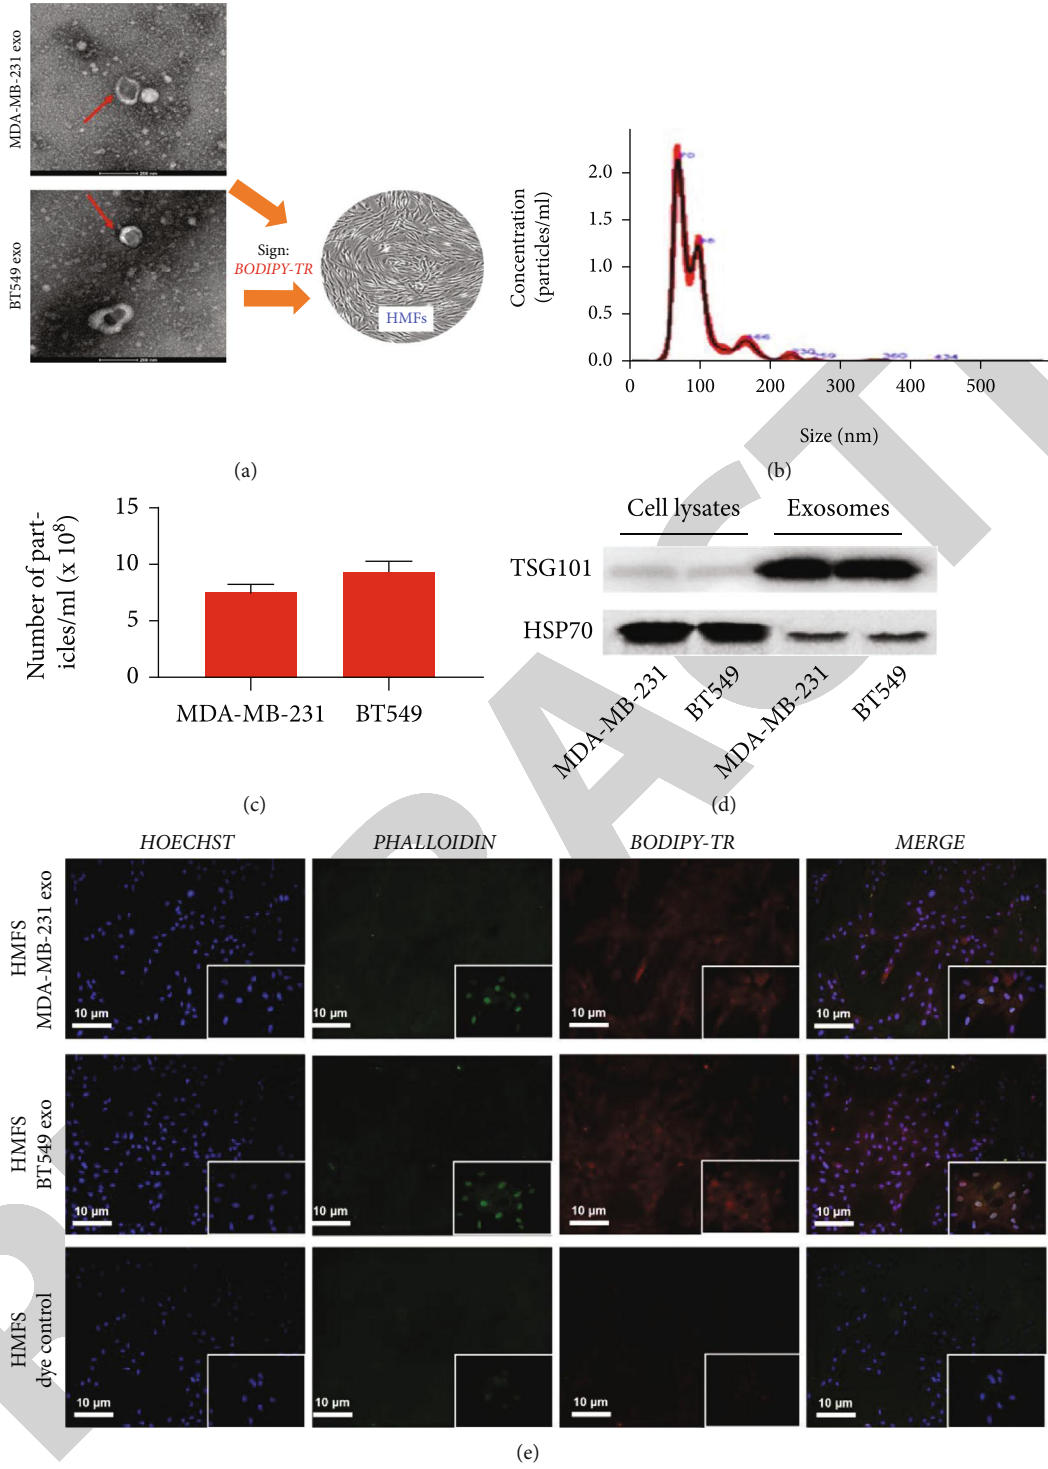 MDA-MB-231 exo
BT549 exo
Sign:
BODIPY-TR
HMFs
(a)
Concentration
(particles/ml)
2.0
1.5
1.0
0.5
0.0
0 100 200 300 400 500
Size (nm)
(b)
Number of part-
icles/ml (x 10⁸)
15
10
5
0
MDA-MB-231 BT549
(c)
Cell lysates Exosomes
TSG101
HSP70
MDA-MB-231 BT549 MDA-MB-231 BT549
(d)
HOECHST PHALLOIDIN BODIPY-TR MERGE
HMFS
MDA-MB-231 exo
10 µm 10 µm 10 µm 10 µm
HMFS
BT549 exo
10 µm 10 µm 10 µm 10 µm
HMFS
dye control
10 µm 10 µm 10 µm 10 µm
(e)